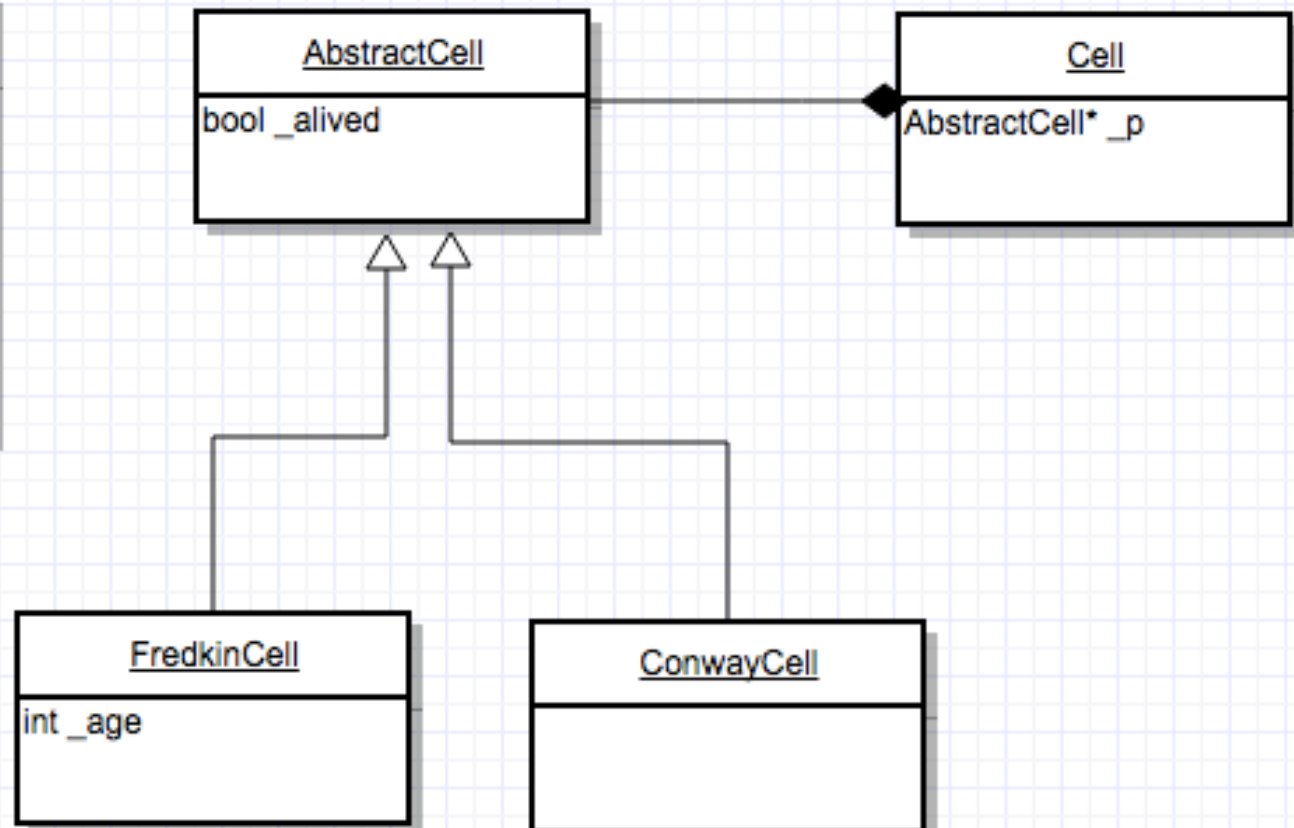 AbstractCell
bool _alived
Cell
AbstractCell* _p
FredkinCell
int _age
ConwayCell